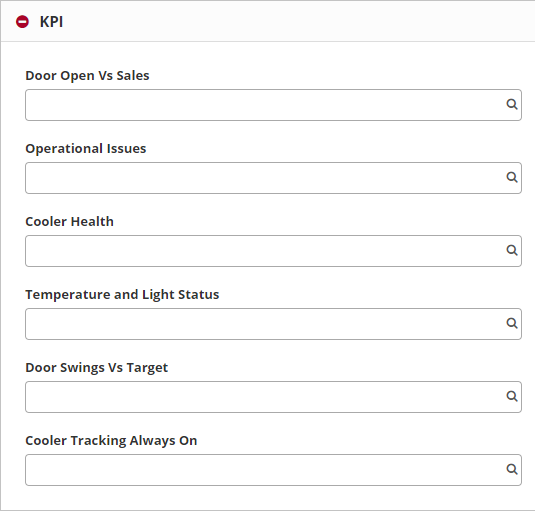 KPI
Door Open Vs Sales
Operational Issues
Cooler Health
Temperature and Light Status
Door Swings Vs Target
Cooler Tracking Always On